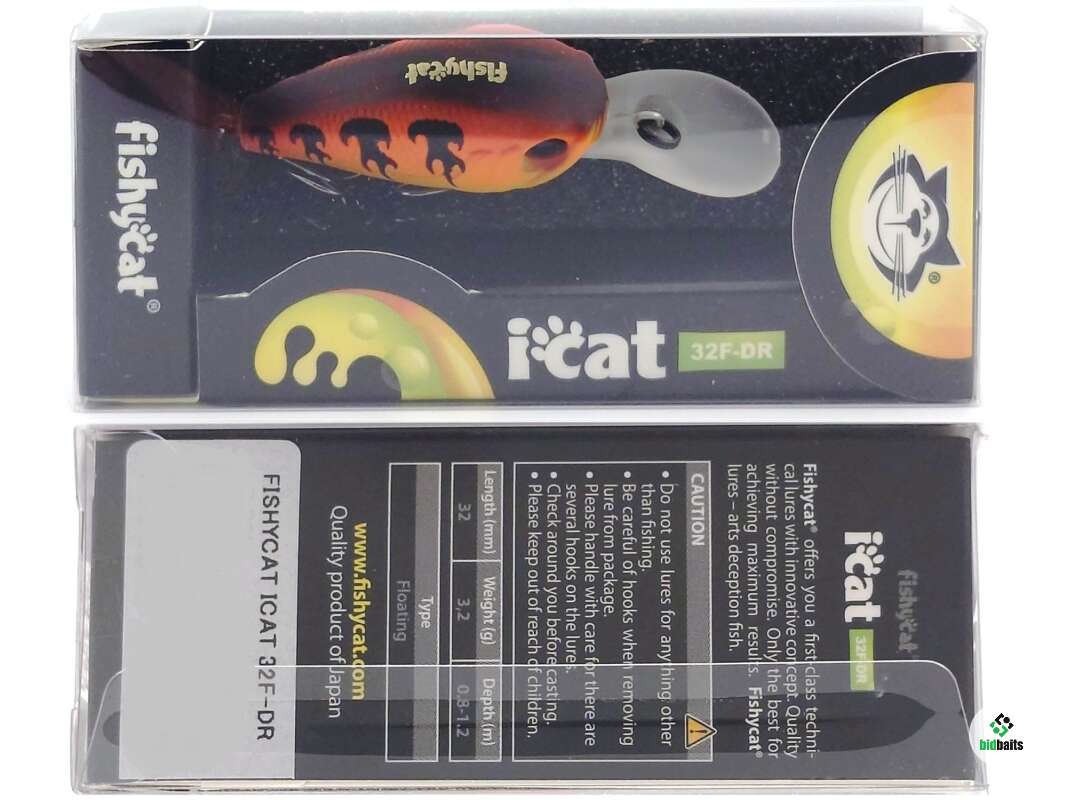 fishycat
fishycat®
®
icat 32F-DR
fishycat
icat 32F-DR
Fishycat® offers you a first-class techni-
cal lures with innovative concept. Quality
without compromise. Only the best for
achieving maximum results. Fishycat®
lures – arts deception fish.
CAUTION
• Do not use lures for anything other
than fishing.
• Be careful of hooks when removing
lure from package.
• Please handle with care for there are
several hooks on the lures.
• Check around you before casting.
• Please keep out of reach of children.
Length (mm) Weight (g) Depth (m)
32 3,2 0,8-1.2
Type
Floating
www.fishycat.com
Quality product of Japan
FISHYCAT ICAT 32F-DR
bidbaits